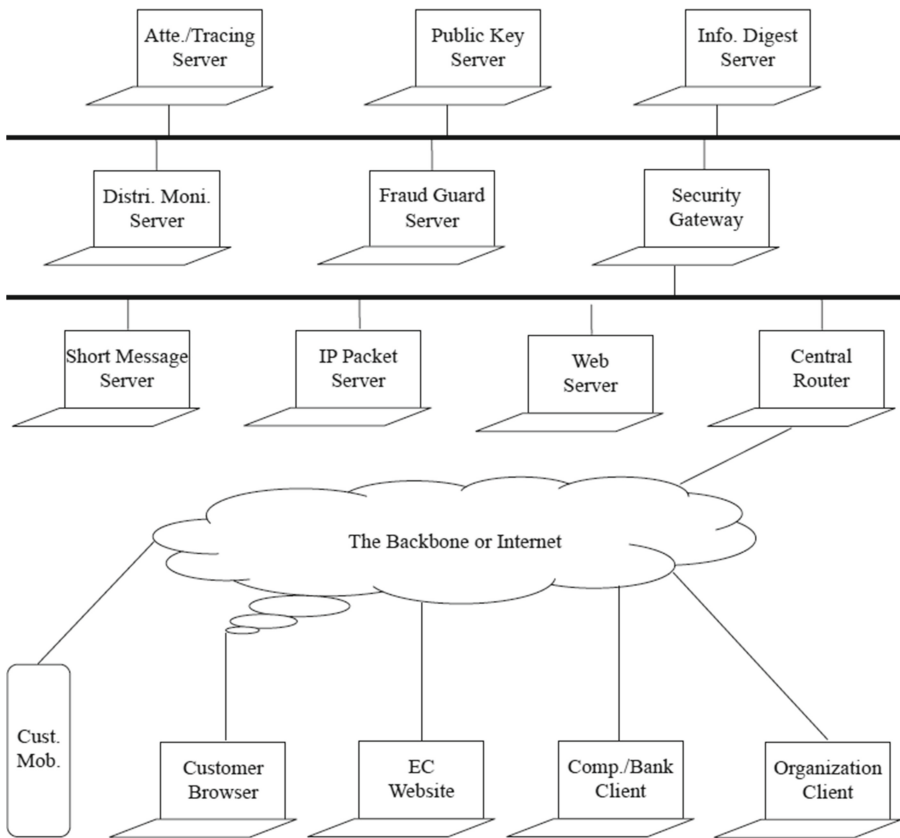 Atte./Tracing
Server
Public Key
Server
Info. Digest
Server
Distri. Moni.
Server
Fraud Guard
Server
Security
Gateway
Short Message
Server
IP Packet
Server
Web
Server
Central
Router
The Backbone or Internet
Cust.
Mob.
Customer
Browser
EC
Website
Comp./Bank
Client
Organization
Client